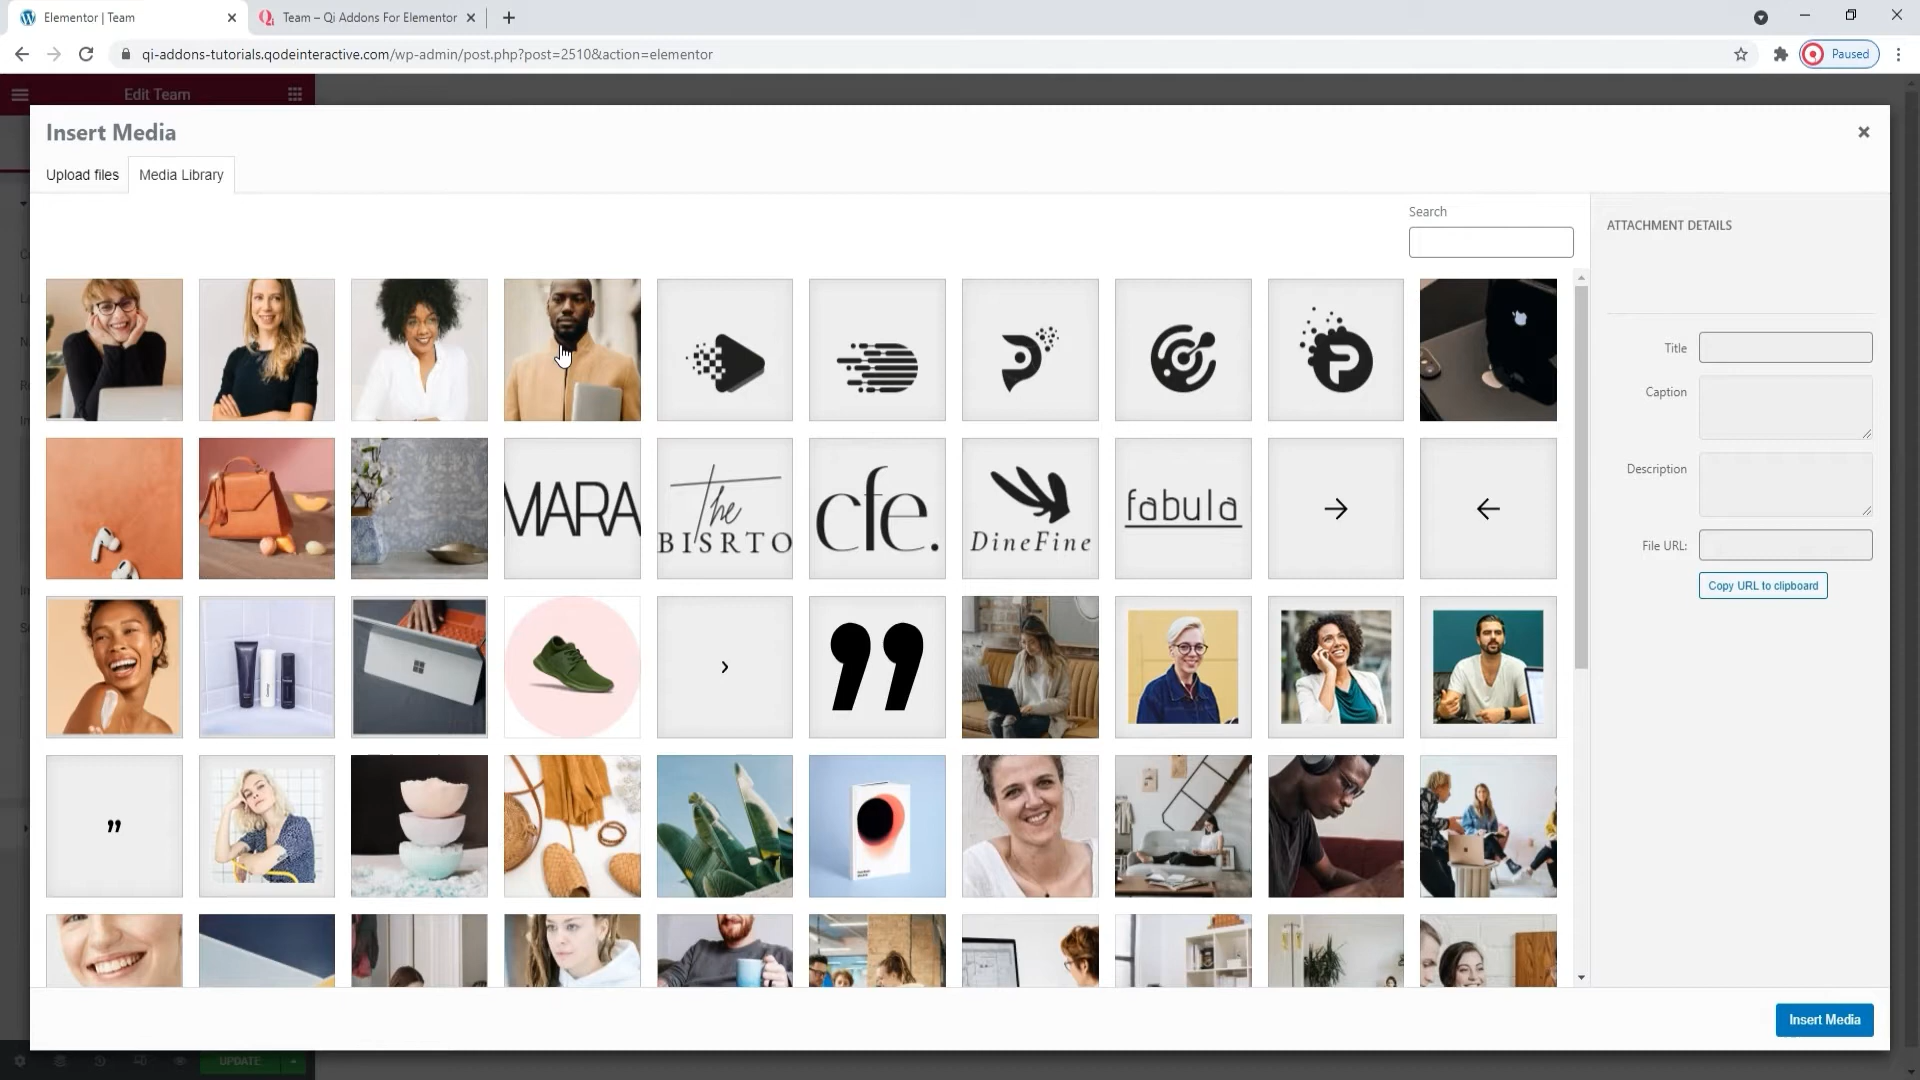 Elementor | Team
Team – Qi Addons For Elementor
qi-addons-tutorials.qodeinteractive.com/wp-admin/post.php?post=2510&action=elementor
Paused
Edit Team
Insert Media
Upload files
Media Library
Search
ATTACHMENT DETAILS
Title
Caption
Description
File URL:
Copy URL to clipboard
MARA
The
BISRTO
cfe.
DineFine
fabula
Insert Media
UPDATE